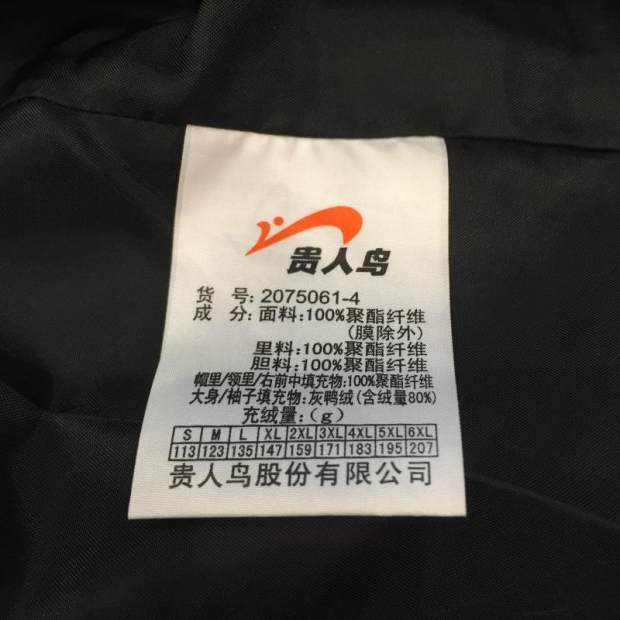 贵人鸟
货 号:2075061-4
成 分:面料:100%聚酯纤维
(膜除外)
里料:100%聚酯纤维
胆料:100%聚酯纤维
帽里/领里/右前中填充物:100%聚酯纤维
大身/袖子填充物:灰鸭绒(含绒量80%)
充绒量:(g)
S M L XL 2XL 3XL 4XL 5XL 6XL
113 123 135 147 159 171 183 195 207
贵人鸟股份有限公司